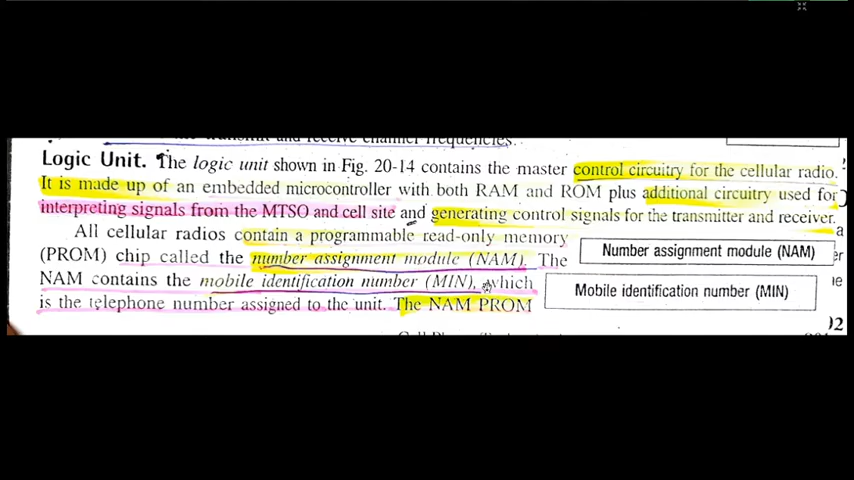 transmit and receive channel frequencies.
Logic Unit. The logic unit shown in Fig. 20-14 contains the master control circuitry for the cellular radio.
It is made up of an embedded microcontroller with both RAM and ROM plus additional circuitry used for
interpreting signals from the MTSO and cell site and generating control signals for the transmitter and receiver.
All cellular radios contain a programmable read-only memory
(PROM) chip called the number assignment module (NAM). The
NAM contains the mobile identification number (MIN), which
is the telephone number assigned to the unit. The NAM PROM
Number assignment module (NAM)
Mobile identification number (MIN)